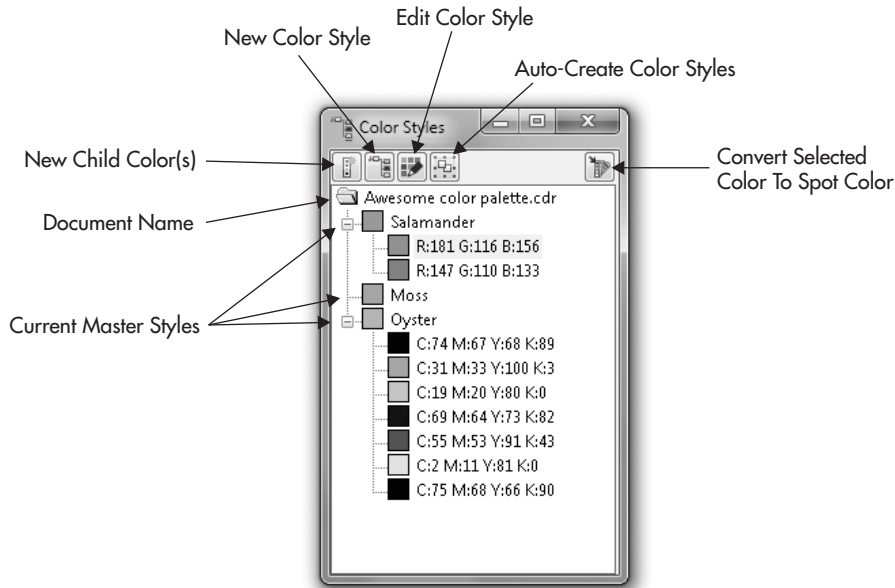 Edit Color Style
New Color Style
Auto-Create Color Styles
Color Styles
New Child Color(s)
Convert Selected
Color To Spot Color
Document Name
Awesome color palette.cdr
Salamander
R:181 G:116 B:156
R:147 G:110 B:133
Moss
Current Master Styles
Oyster
C:74 M:67 Y:68 K:89
C:31 M:33 Y:100 K:3
C:19 M:20 Y:80 K:0
C:69 M:64 Y:73 K:82
C:55 M:53 Y:91 K:43
C:2 M:11 Y:81 K:0
C:75 M:68 Y:66 K:90